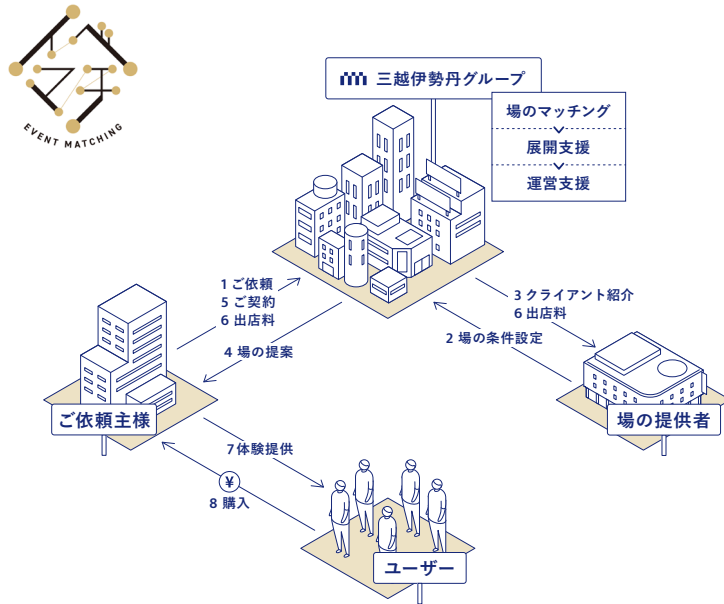 EVENT MATCHING
三越伊勢丹グループ
場のマッチング
展開支援
運営支援
1 ご依頼
5 ご契約
6 出店料
4 場の提案
3 クライアント紹介
6 出店料
2 場の条件設定
ご依頼主様
場の提供者
7 体験提供
¥
8 購入
ユーザー